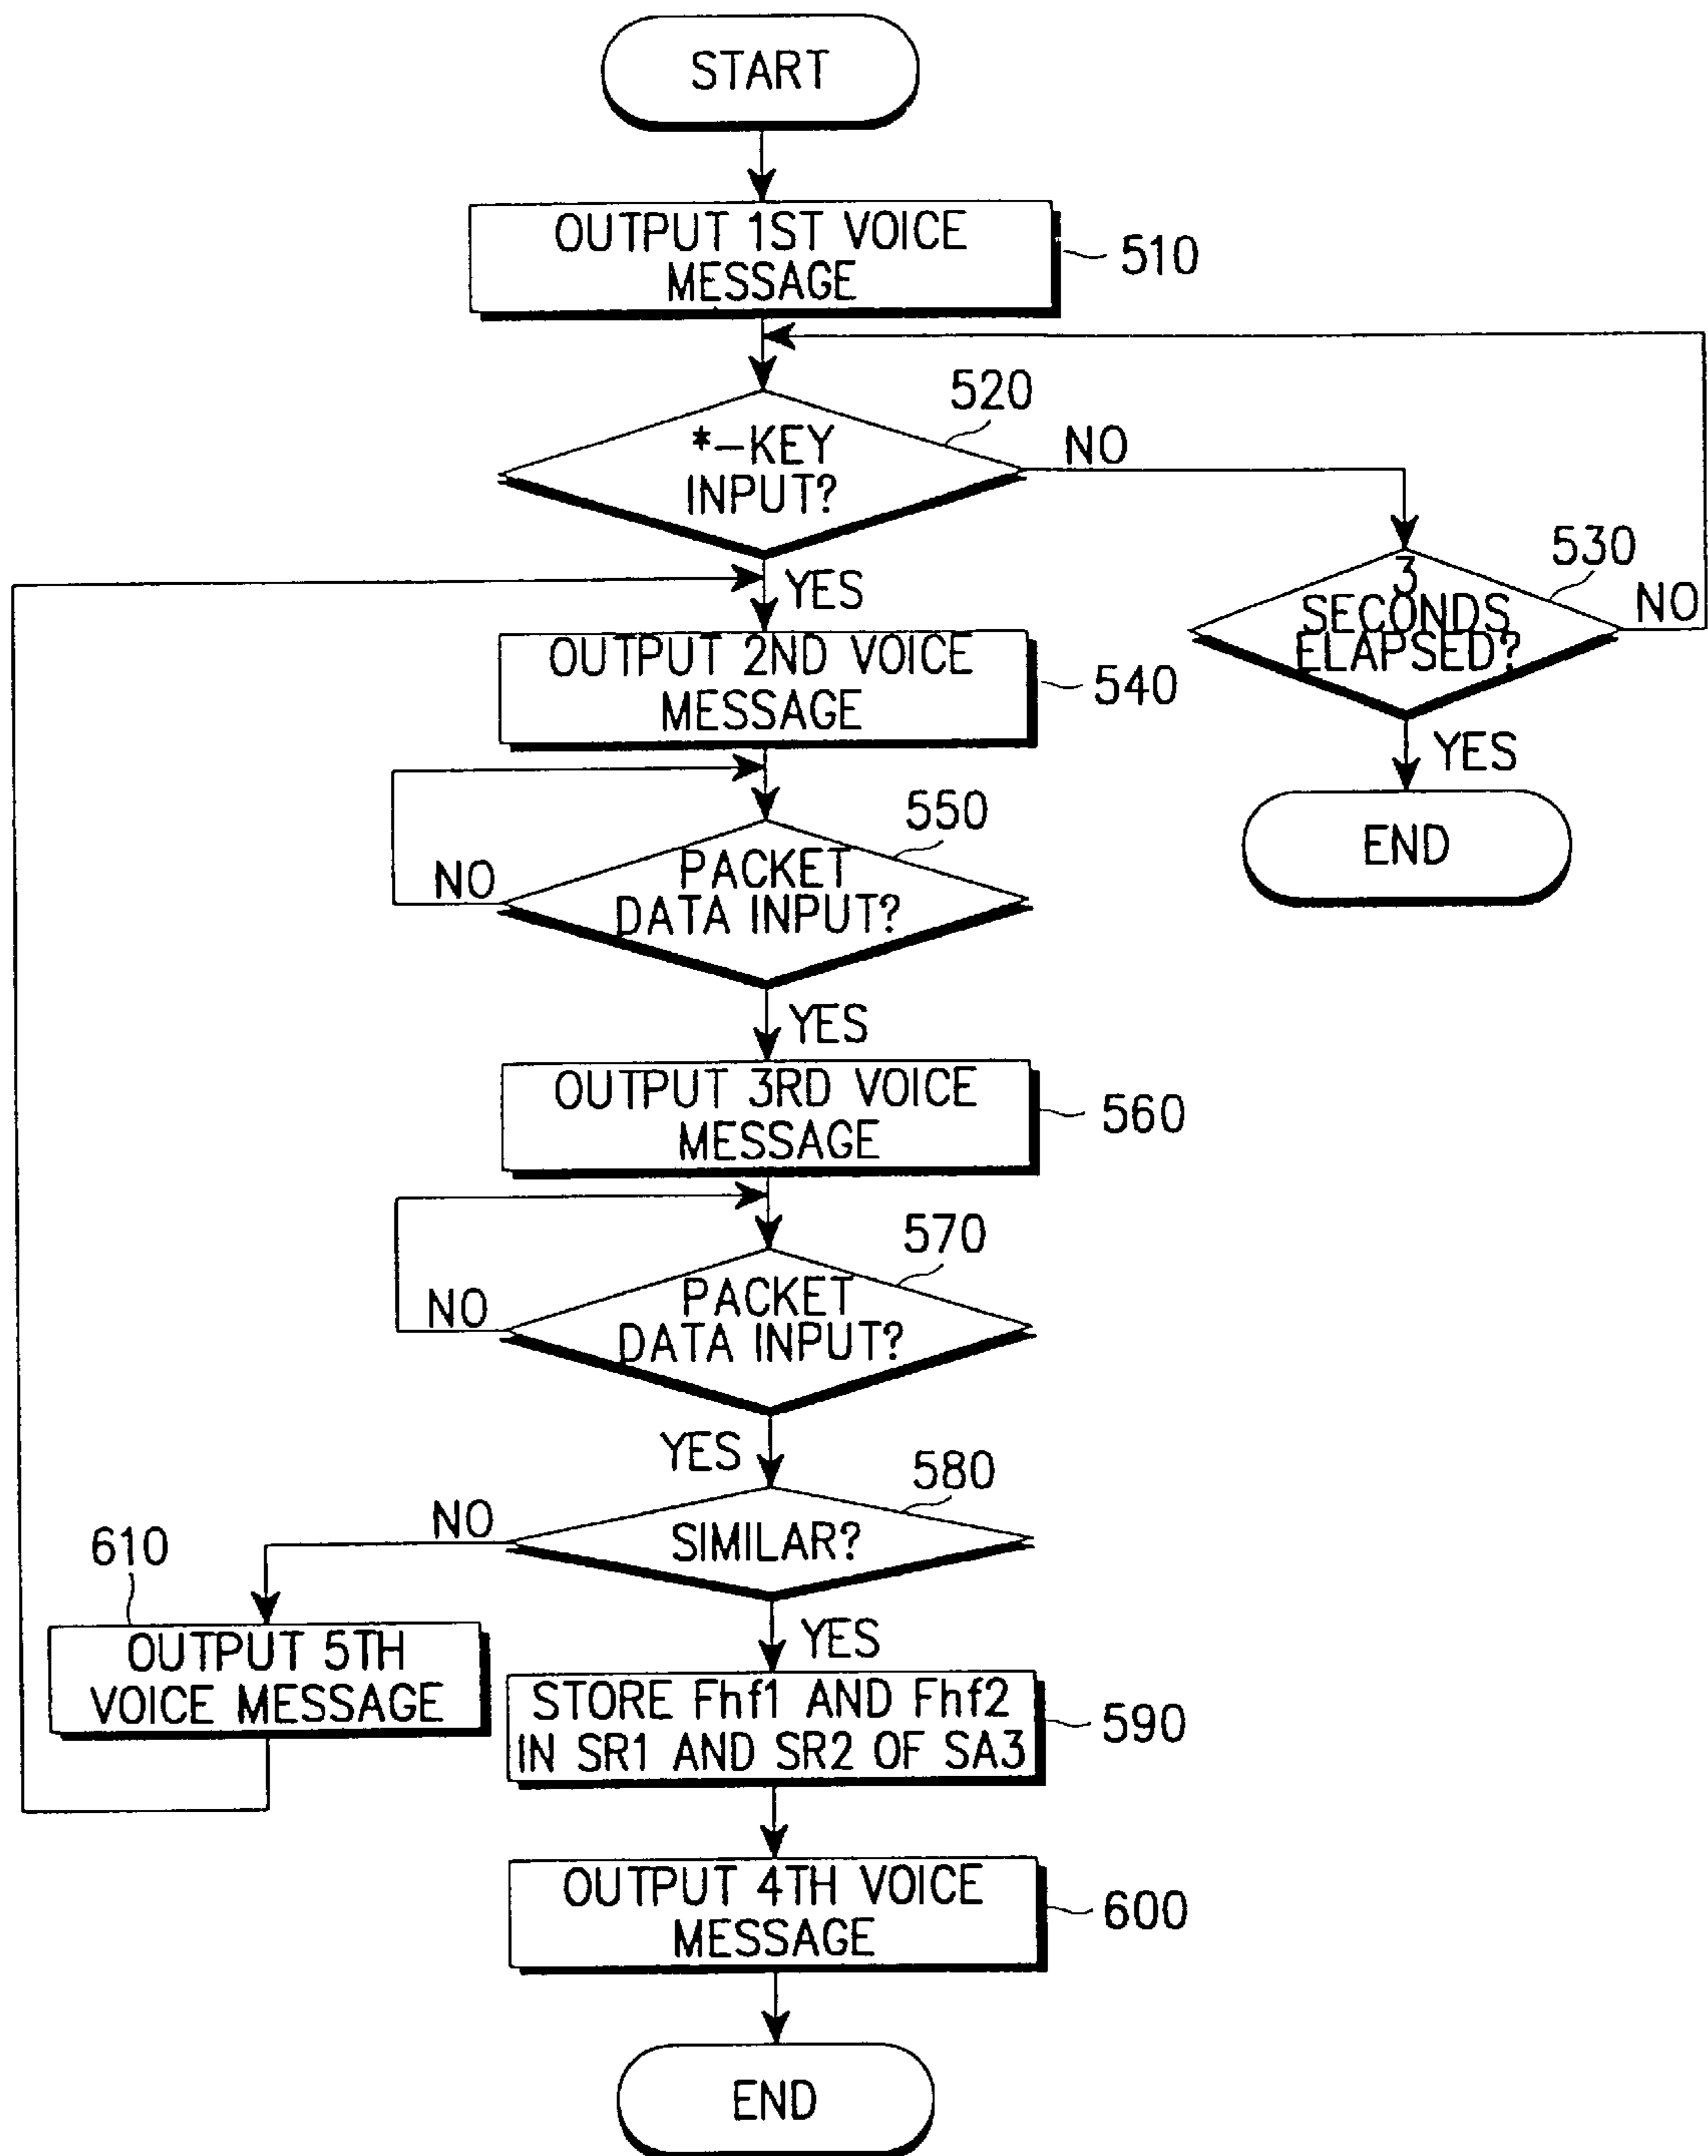 START
OUTPUT 1ST VOICE
MESSAGE
510
520
*-KEY
INPUT?
NO
530
3
SECONDS
ELAPSED?
NO
YES
YES
OUTPUT 2ND VOICE
MESSAGE
540
END
550
PACKET
DATA INPUT?
NO
YES
OUTPUT 3RD VOICE
MESSAGE
560
570
PACKET
DATA INPUT?
NO
YES
580
SIMILAR?
NO
610
OUTPUT 5TH
VOICE MESSAGE
YES
STORE Fhf1 AND Fhf2
IN SR1 AND SR2 OF SA3
590
OUTPUT 4TH VOICE
MESSAGE
600
END